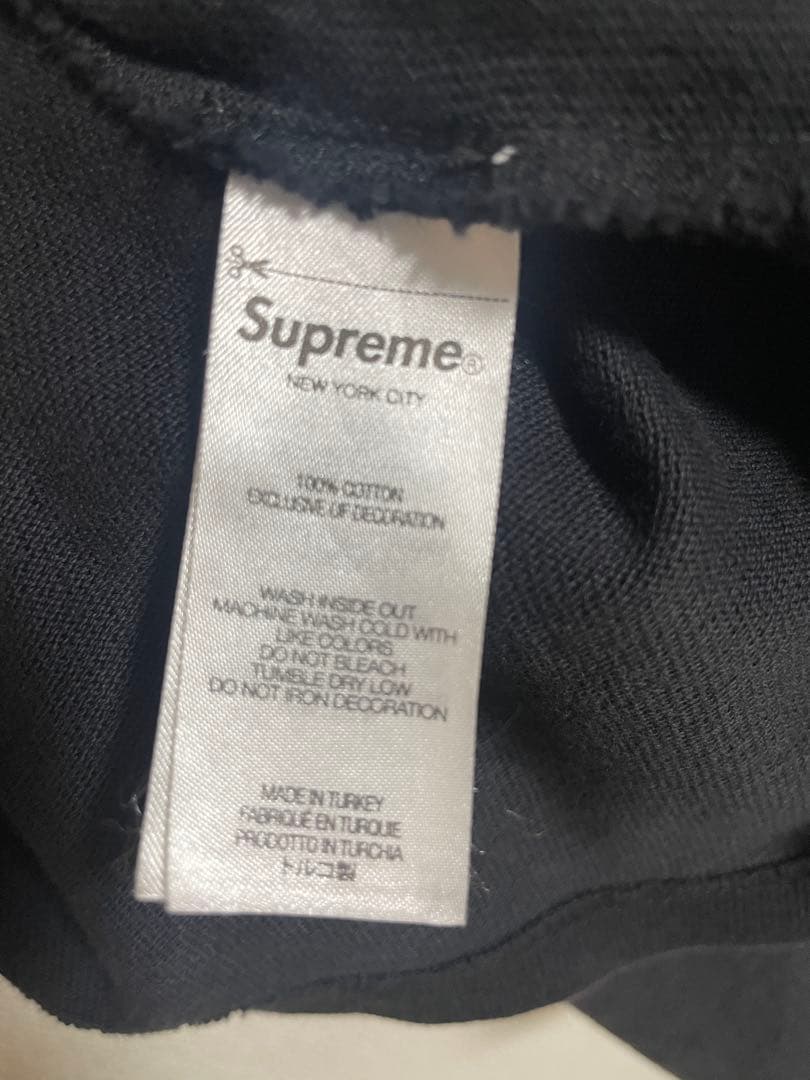 Supreme®
NEW YORK CITY
100% COTTON
EXCLUSIVE OF DECORATION
WASH INSIDE OUT
MACHINE WASH COLD WITH
LIKE COLORS
DO NOT BLEACH
TUMBLE DRY LOW
DO NOT IRON DECORATION
MADE IN TURKEY
FABRIQUÉ EN TURQUIE
PRODOTTO IN TURCHIA
トルコ製